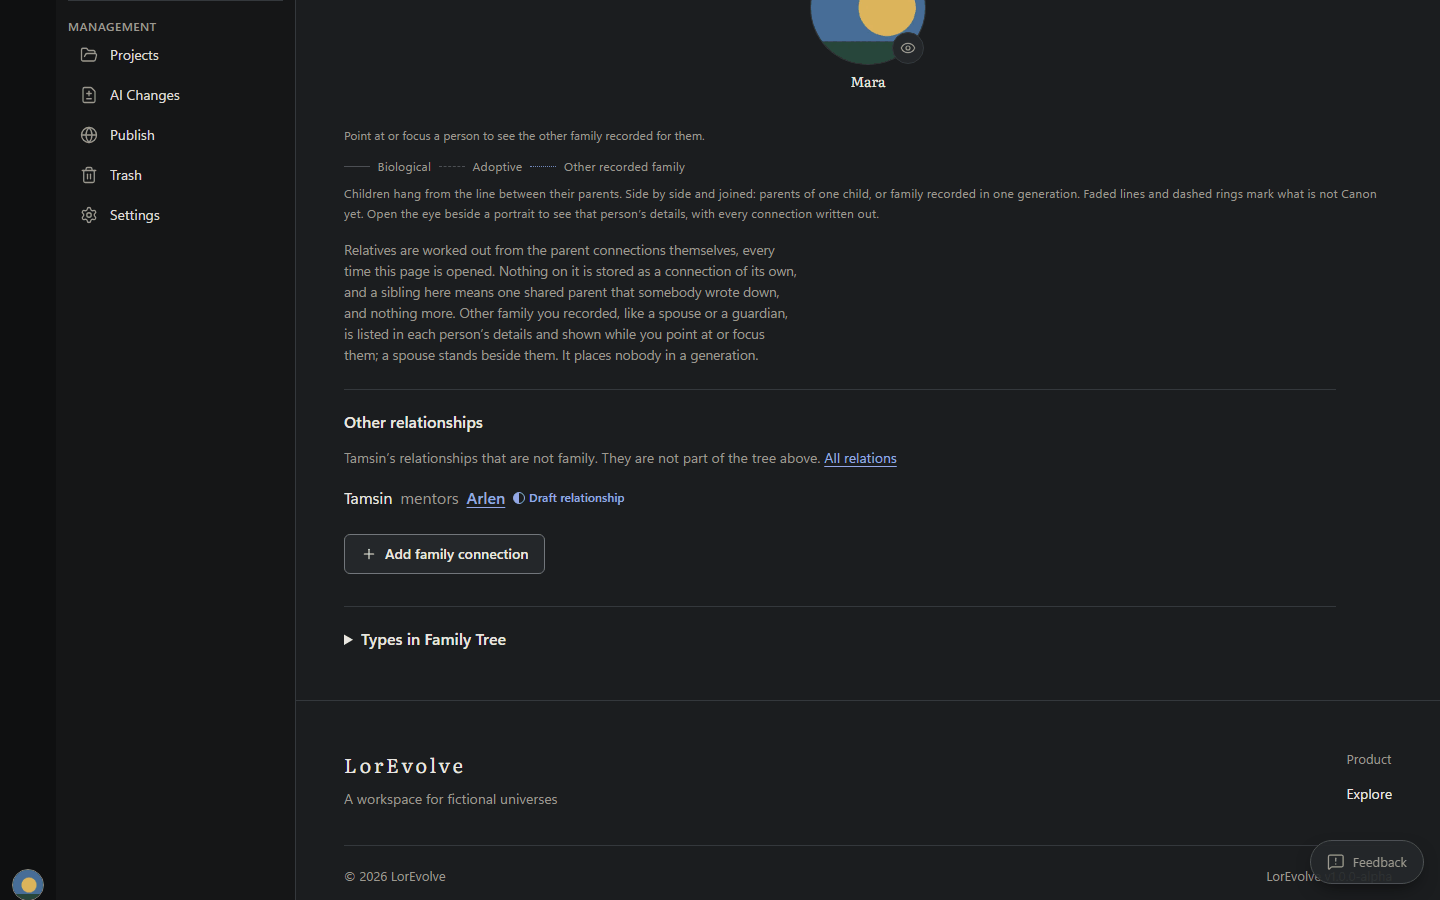 MANAGEMENT
Projects
AI Changes
Publish
Trash
Settings
Mara
Point at or focus a person to see the other family recorded for them.
Biological Adoptive Other recorded family
Children hang from the line between their parents. Side by side and joined: parents of one child, or family recorded in one generation. Faded lines and dashed rings mark what is not Canon
yet. Open the eye beside a portrait to see that person’s details, with every connection written out.
Relatives are worked out from the parent connections themselves, every
time this page is opened. Nothing on it is stored as a connection of its own,
and a sibling here means one shared parent that somebody wrote down,
and nothing more. Other family you recorded, like a spouse or a guardian,
is listed in each person’s details and shown while you point at or focus
them; a spouse stands beside them. It places nobody in a generation.
Other relationships
Tamsin’s relationships that are not family. They are not part of the tree above. All relations
Tamsin mentors Arlen Draft relationship
Add family connection
Types in Family Tree
LorEvolve
A workspace for fictional universes
Product
Explore
© 2026 LorEvolve
Feedback
LorEvolve